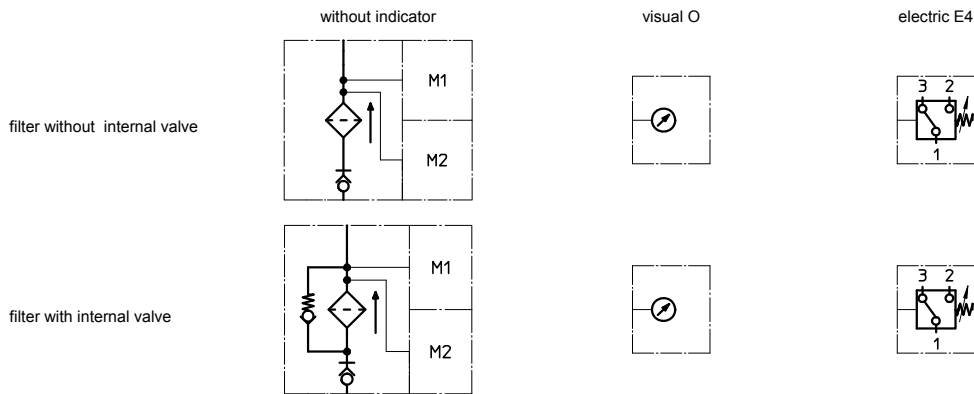 without indicator visual O electric E4
M1
3 2
filter without internal valve
1
M2
M1
3 2
filter with internal valve
1
M2